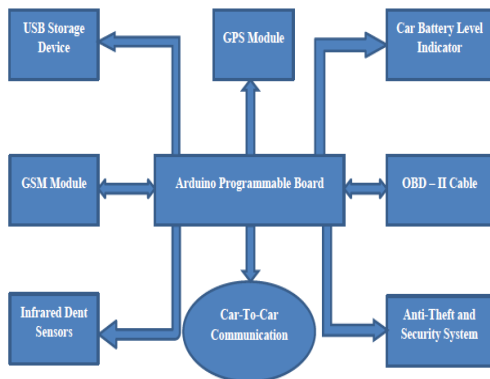 USB Storage
Device
GPS Module
Car Battery Level
Indicator
GSM Module
Arduino Programmable Board
OBD – II Cable
Infrared Dent
Sensors
Car-To-Car
Communication
Anti-Theft and
Security System